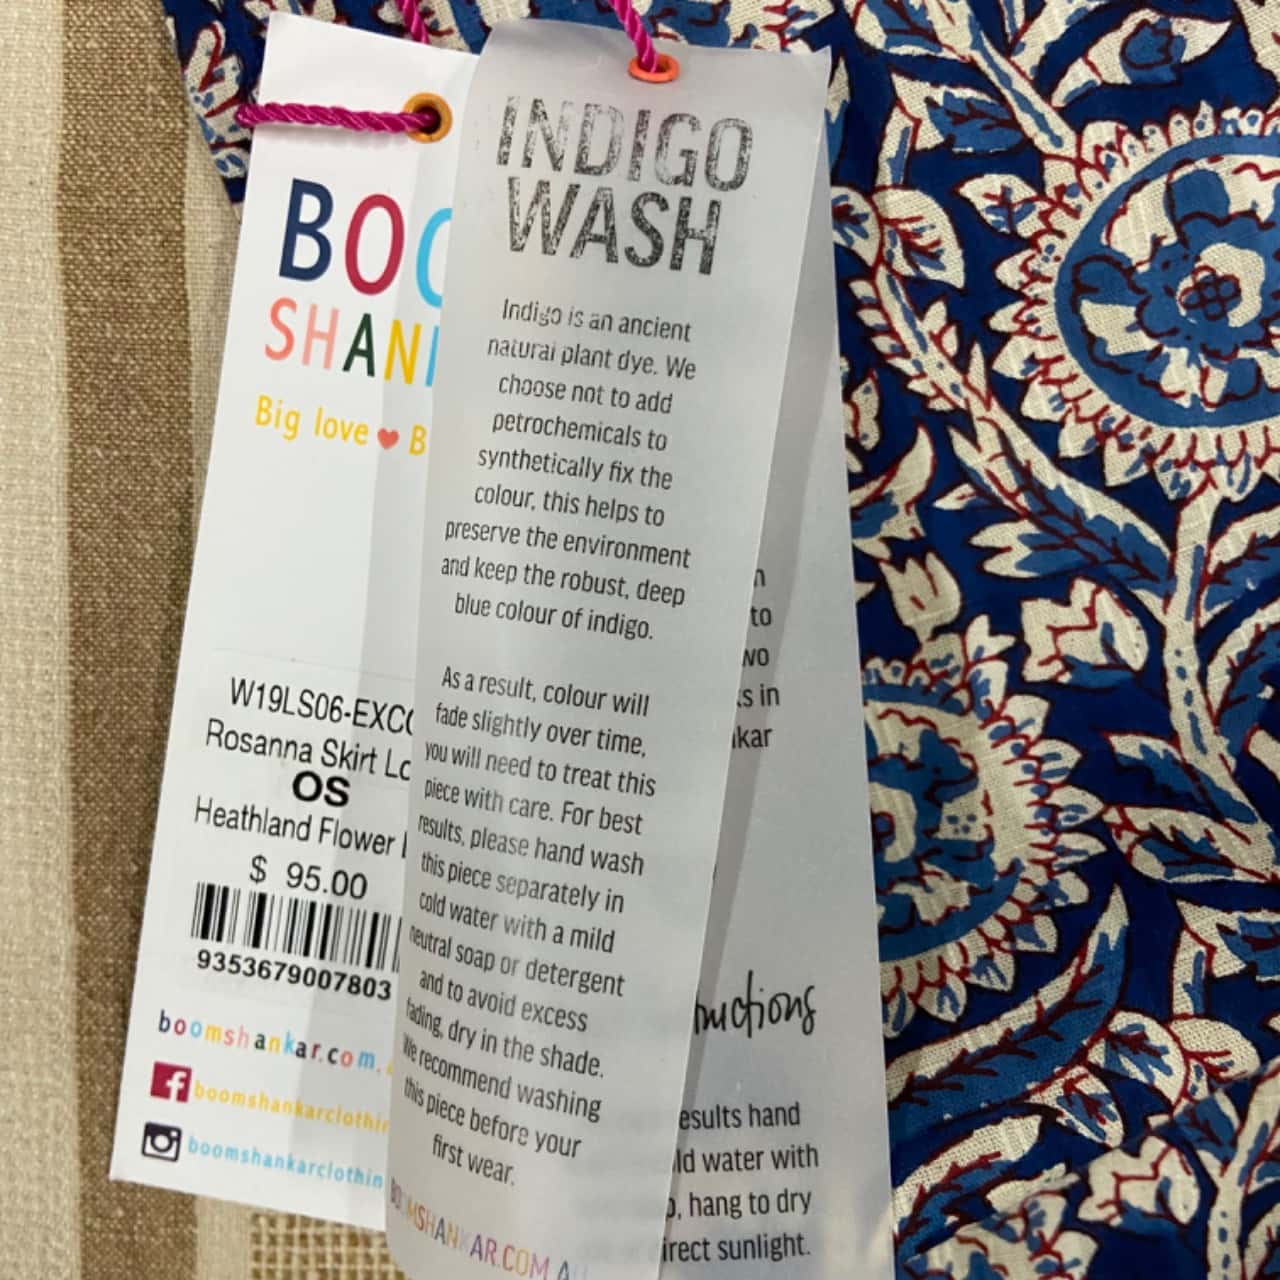 INDIGO
WASH
Indigo is an ancient
natural plant dye. We
choose not to add
petrochemicals to
synthetically fix the
colour, this helps to
preserve the environment
and keep the robust, deep
blue colour of indigo.
As a result, colour will
fade slightly over time,
you will need to treat this
piece with care. For best
results, please hand wash
this piece separately in
cold water with a mild
neutral soap or detergent
and to avoid excess
fading, dry in the shade.
We recommend washing
this piece before your
first wear.
BOOMSHANKAR.COM.AU
BOO
SHAN
Big love ❤ B
W19LS06-EXCO
Rosanna Skirt Lo
OS
Heathland Flower
$ 95.00
9353679007803
boomshankar.com.
boomshankarclothin
boomshankarclothin
to
wo
ks in
nkar
ructions
esults hand
ld water with
hang to dry
irect sunlight.